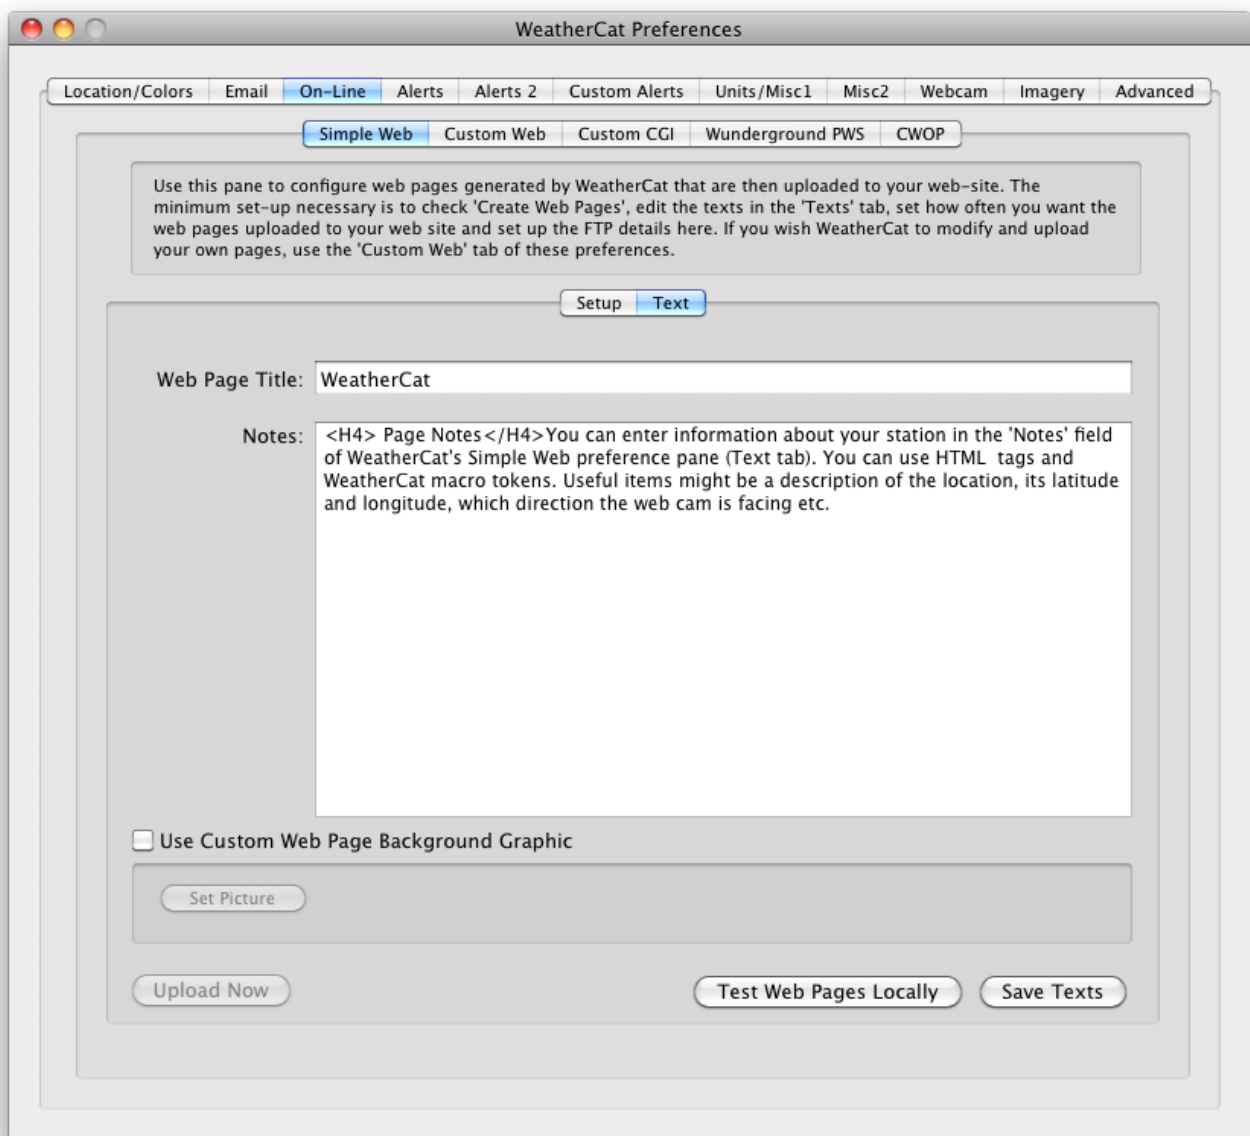 WeatherCat Preferences
Location/Colors Email On-Line Alerts Alerts 2 Custom Alerts Units/Misc1 Misc2 Webcam Imagery Advanced
Simple Web Custom Web Custom CGI Wunderground PWS CWOP
Use this pane to configure web pages generated by WeatherCat that are then uploaded to your web-site. The
minimum set-up necessary is to check 'Create Web Pages', edit the texts in the 'Texts' tab, set how often you want the
web pages uploaded to your web site and set up the FTP details here. If you wish WeatherCat to modify and upload
your own pages, use the 'Custom Web' tab of these preferences.
Setup Text
Web Page Title: WeatherCat
Notes: <H4> Page Notes</H4>You can enter information about your station in the 'Notes' field
of WeatherCat's Simple Web preference pane (Text tab). You can use HTML  tags and
WeatherCat macro tokens. Useful items might be a description of the location, its latitude
and longitude, which direction the web cam is facing etc.
Use Custom Web Page Background Graphic
Set Picture
Upload Now Test Web Pages Locally Save Texts